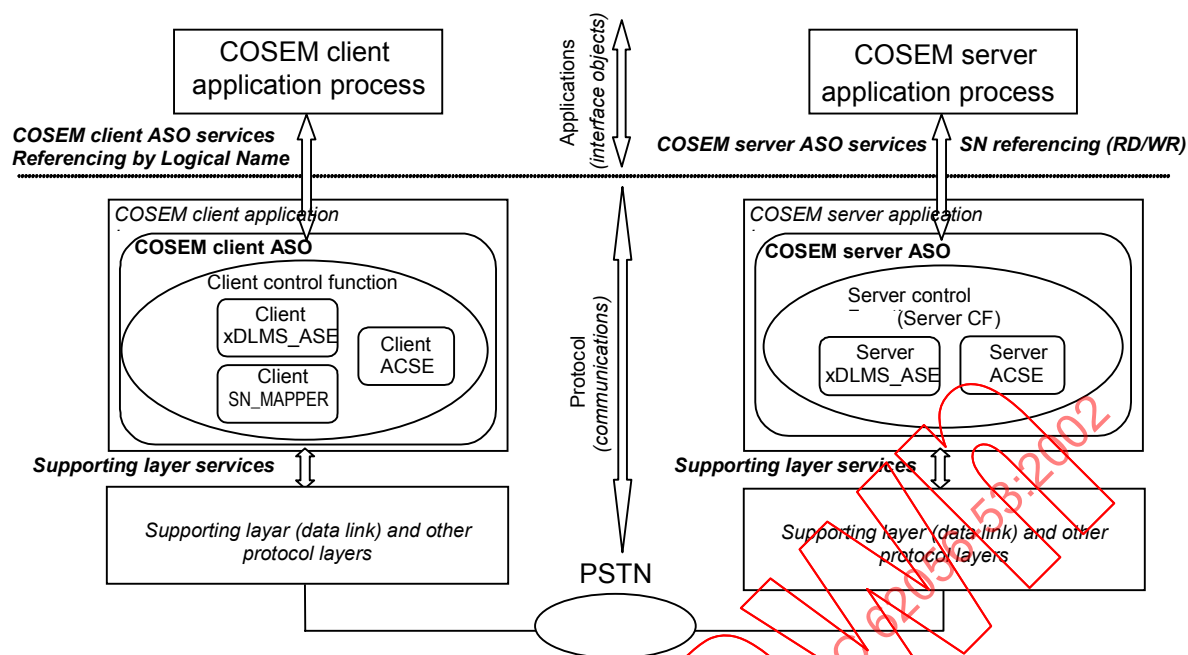 COSEM client
application process
Applications
(interface objects)
COSEM server
application process
COSEM client ASO services
Referencing by Logical Name
COSEM server ASO services
SN referencing (RD/WR)
COSEM client application
COSEM client ASO
Client control function
Client
xDLMS_ASE
Client
ACSE
Client
SN_MAPPER
Protocol
(communications)
COSEM server application
COSEM server ASO
Server control
(Server CF)
Server
xDLMS_ASE
Server
ACSE
Supporting layer services
Supporting layer services
Supporting layar (data link) and other
protocol layers
Supporting layer (data link) and other
protocol layers
PSTN
62056-53:2002